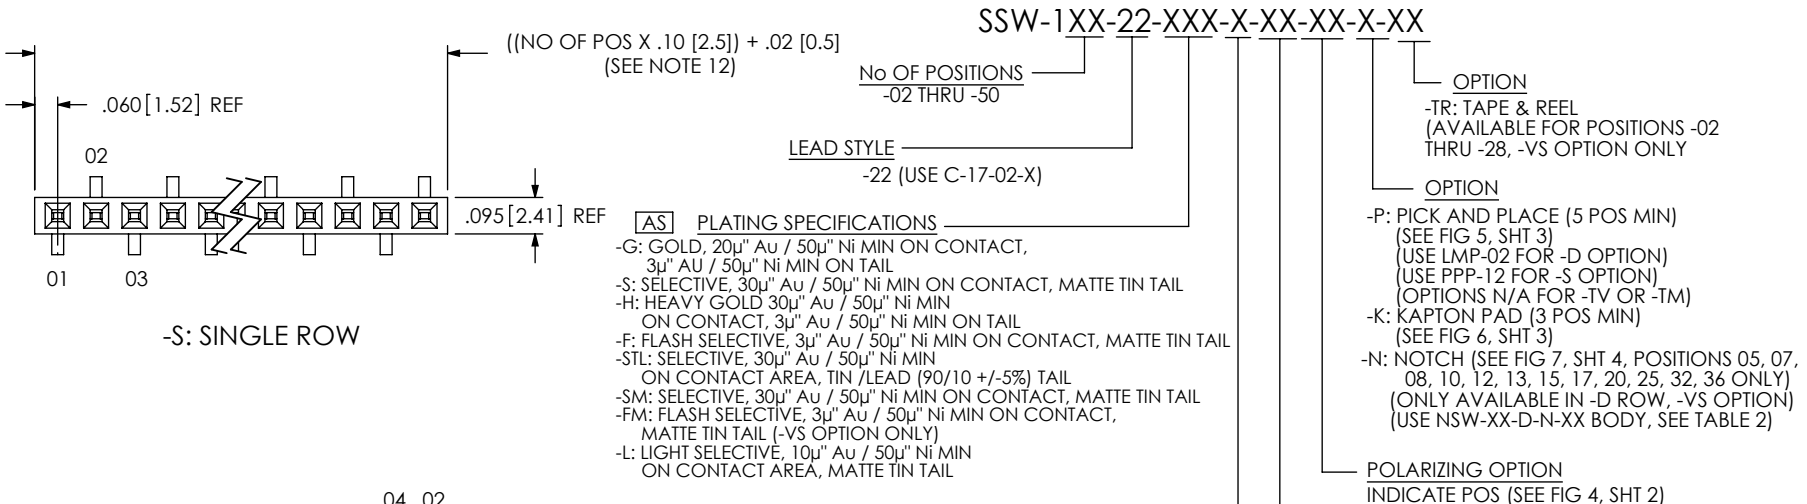 SSW-1XX-22-XXX-X-XX-XX-X-XX
((NO OF POS X .10 [2.5]) + .02 [0.5]
(SEE NOTE 12)
.060[1.52] REF
02
.095[2.41] REF
01 03
-S: SINGLE ROW
04 02
No OF POSITIONS
-02 THRU -50
LEAD STYLE
-22 (USE C-17-02-X)
AS PLATING SPECIFICATIONS
-G: GOLD, 20µ" Au / 50µ" Ni MIN ON CONTACT,
3µ" AU / 50µ" Ni MIN ON TAIL
-S: SELECTIVE, 30µ" Au / 50µ" Ni MIN ON CONTACT, MATTE TIN TAIL
-H: HEAVY GOLD 30µ" Au / 50µ" Ni MIN
ON CONTACT, 3µ" Au / 50µ" Ni MIN ON TAIL
-F: FLASH SELECTIVE, 3µ" Au / 50µ" Ni MIN ON CONTACT, MATTE TIN TAIL
-STL: SELECTIVE, 30µ" Au / 50µ" Ni MIN
ON CONTACT AREA, TIN /LEAD (90/10 +/-5%) TAIL
-SM: SELECTIVE, 30µ" Au / 50µ" Ni MIN ON CONTACT, MATTE TIN TAIL
-FM: FLASH SELECTIVE, 3µ" Au / 50µ" Ni MIN ON CONTACT,
MATTE TIN TAIL (-VS OPTION ONLY)
-L: LIGHT SELECTIVE, 10µ" Au / 50µ" Ni MIN
ON CONTACT AREA, MATTE TIN TAIL
OPTION
-TR: TAPE & REEL
(AVAILABLE FOR POSITIONS -02
THRU -28, -VS OPTION ONLY
OPTION
-P: PICK AND PLACE (5 POS MIN)
(SEE FIG 5, SHT 3)
(USE LMP-02 FOR -D OPTION)
(USE PPP-12 FOR -S OPTION)
(OPTIONS N/A FOR -TV OR -TM)
-K: KAPTON PAD (3 POS MIN)
(SEE FIG 6, SHT 3)
-N: NOTCH (SEE FIG 7, SHT 4, POSITIONS 05, 07,
08, 10, 12, 13, 15, 17, 20, 25, 32, 36 ONLY)
(ONLY AVAILABLE IN -D ROW, -VS OPTION)
(USE NSW-XX-D-N-XX BODY, SEE TABLE 2)
POLARIZING OPTION
INDICATE POS (SEE FIG 4, SHT 2)